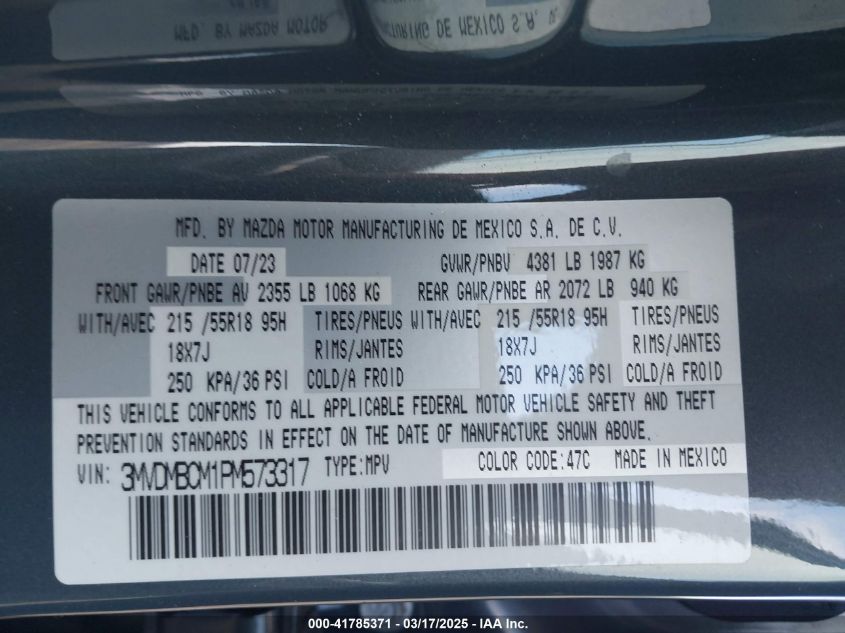 MFD. BY MAZDA MOTOR
MFD. BY MAZDA MOTOR MANUFACTURING DE MEXICO S.A. DE C.V.
DATE 07/23 GVWR/PNBV 4381 LB 1987 KG
FRONT GAWR/PNBE AV 2355 LB 1068 KG REAR GAWR/PNBE AR 2072 LB 940 KG
WITH/AVEC 215 /55R18 95H TIRES/PNEUS WITH/AVEC 215 /55R18 95H TIRES/PNEUS
18X7J RIMS/JANTES 18X7J RIMS/JANTES
250 KPA/36 PSI COLD/A FROID 250 KPA/36 PSI COLD/A FROID
THIS VEHICLE CONFORMS TO ALL APPLICABLE FEDERAL MOTOR VEHICLE SAFETY AND THEFT
PREVENTION STANDARDS IN EFFECT ON THE DATE OF MANUFACTURE SHOWN ABOVE.
VIN: 3MVDMBCM1PM573317 TYPE:MPV COLOR CODE:47C MADE IN MEXICO
000-41785371 - 03/17/2025 - IAA Inc.